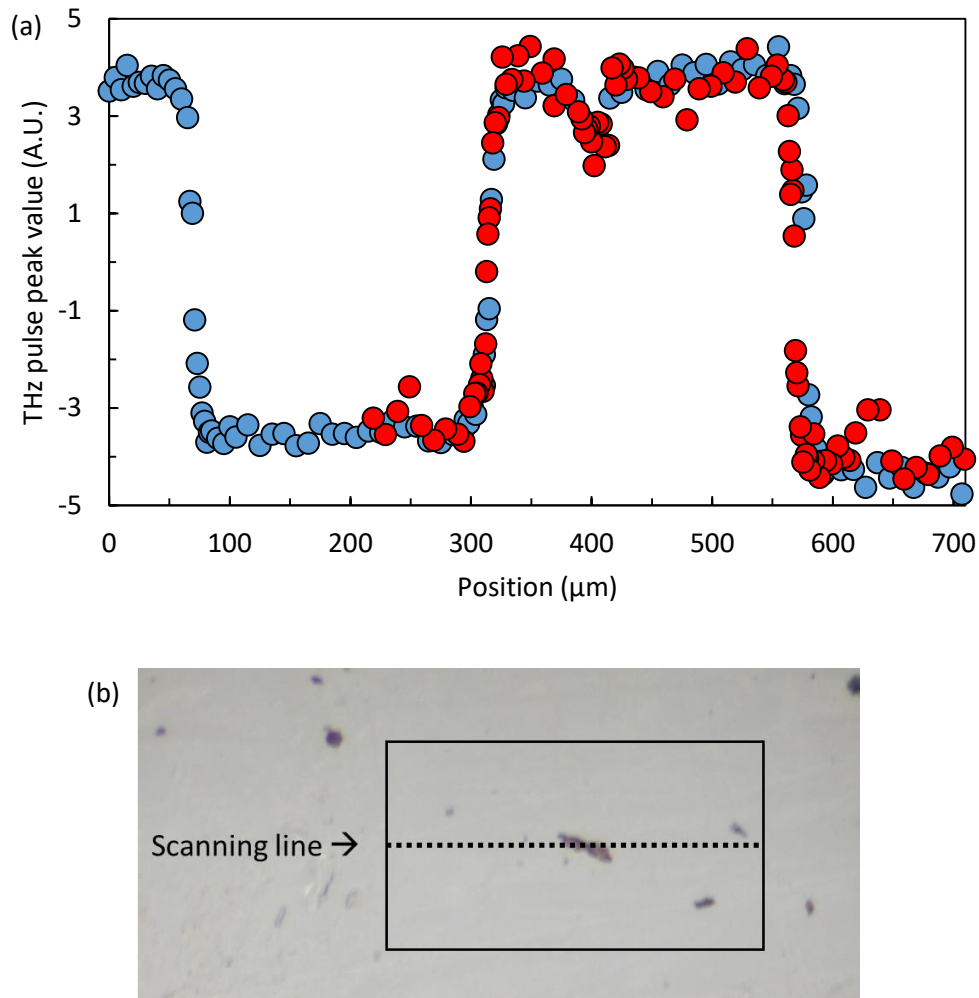 (a)
THz pulse peak value (A.U.)
5
3
1
-1
-3
-5
0 100 200 300 400 500 600 700
Position (µm)
(b)
Scanning line →